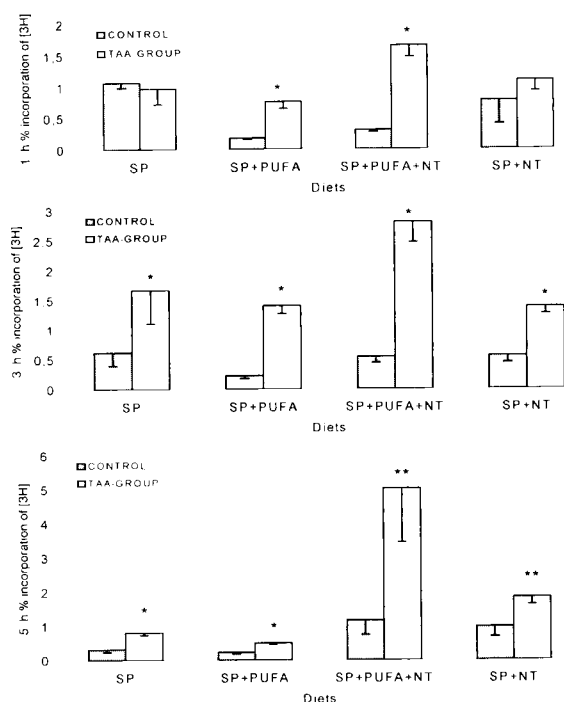 2
1.5
1
0.5
0
1 h % incorporation of [3H]
CONTROL
TAA-GROUP
*
*
SP
SP+PUFA
SP+PUFA+NT
SP+NT
Diets
3
2.5
2
1.5
1
0.5
0
3 h % incorporation of [3H]
CONTROL
TAA-GROUP
*
*
*
*
SP
SP+PUFA
SP+PUFA+NT
SP+NT
Diets
6
5
4
3
2
1
0
5 h % incorporation of [3H]
CONTROL
TAA-GROUP
*
*
**
**
SP
SP+PUFA
SP+PUFA+NT
SP+NT
Diets